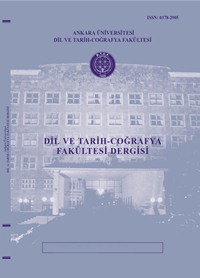 ISSN: 0378-2905
ANKARA ÜNİVERSİTESİ
DİL VE TARİH-COĞRAFYA FAKÜLTESİ
DİL VE TARİH-COĞRAFYA
FAKÜLTESİ DERGİSİ